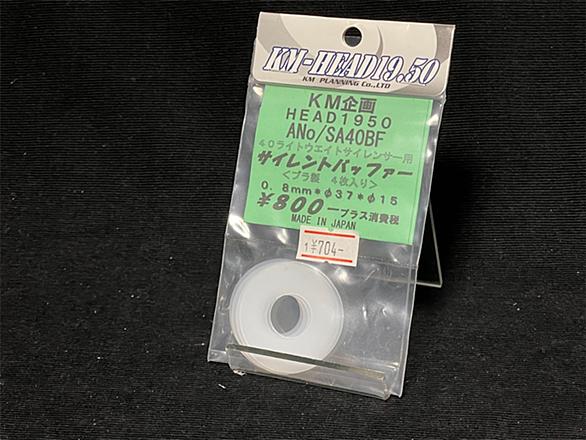 KM-HEAD19.50
KM PLANNING Co.,LTD
KM企画
HEAD1950
ANo/SA40BF
40ライトウエイトサイレンサー用
サイレントバッファー
<プラ製 4枚入り>
0.8mm*φ37*φ15
¥800―プラス消費税
MADE IN JAPAN
1¥704-